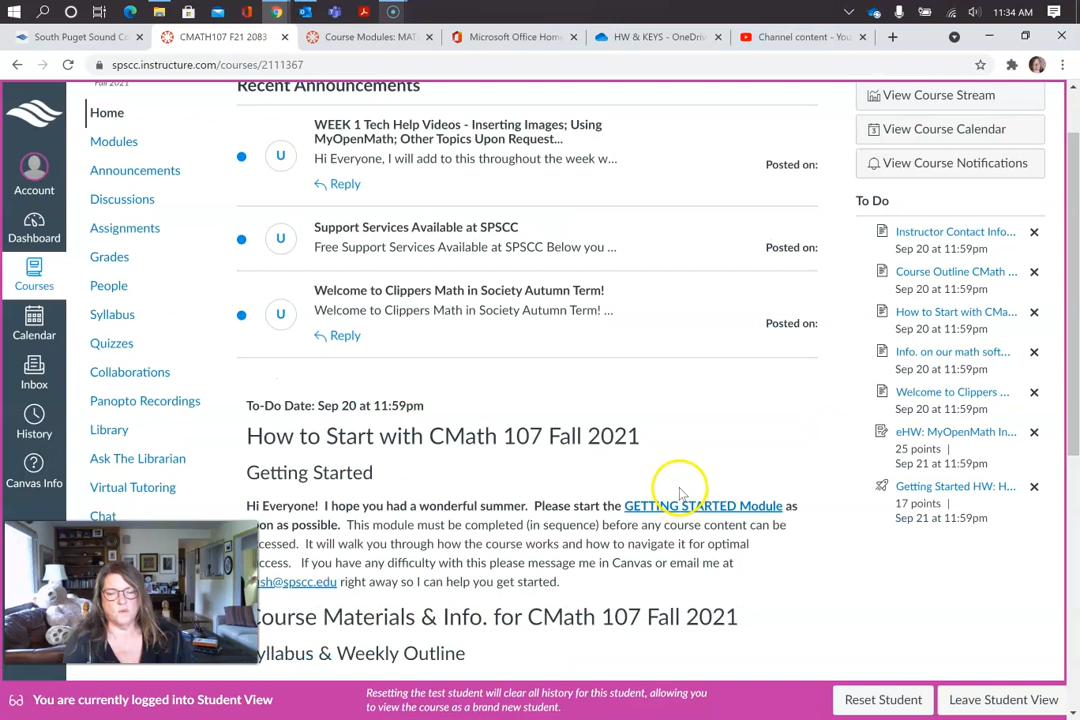 11:34 AM
South Puget Sound Co
CMATH107 F21 2083
Course Modules: MAT
Microsoft Office Home
HW & KEYS - OneDriv
Channel content - You
spscc.instructure.com/courses/2111367
Fall 2021
Account
Dashboard
Courses
Calendar
Inbox
History
Canvas Info
Home
Modules
Announcements
Discussions
Assignments
Grades
People
Syllabus
Quizzes
Collaborations
Panopto Recordings
Library
Ask The Librarian
Virtual Tutoring
Chat
Recent Announcements
U
WEEK 1 Tech Help Videos - Inserting Images; Using
MyOpenMath; Other Topics Upon Request...
Hi Everyone, I will add to this throughout the week w...
Posted on:
Reply
U
Support Services Available at SPSCC
Free Support Services Available at SPSCC Below you ...
Posted on:
U
Welcome to Clippers Math in Society Autumn Term!
Welcome to Clippers Math in Society Autumn Term! ...
Posted on:
Reply
To-Do Date: Sep 20 at 11:59pm
How to Start with CMath 107 Fall 2021
Getting Started
Hi Everyone! I hope you had a wonderful summer. Please start the GETTING STARTED Module as
oon as possible. This module must be completed (in sequence) before any course content can be
ccessed. It will walk you through how the course works and how to navigate it for optimal
ccess. If you have any difficulty with this please message me in Canvas or email me at
sh@spscc.edu right away so I can help you get started.
Course Materials & Info. for CMath 107 Fall 2021
yllabus & Weekly Outline
View Course Stream
View Course Calendar
View Course Notifications
To Do
Instructor Contact Info...
Sep 20 at 11:59pm
Course Outline CMath ...
Sep 20 at 11:59pm
How to Start with CMa...
Sep 20 at 11:59pm
Info. on our math soft...
Sep 20 at 11:59pm
Welcome to Clippers ...
Sep 20 at 11:59pm
eHW: MyOpenMath In...
25 points |
Sep 21 at 11:59pm
Getting Started HW: H...
17 points |
Sep 21 at 11:59pm
You are currently logged into Student View
Resetting the test student will clear all history for this student, allowing you
to view the course as a brand new student.
Reset Student
Leave Student View